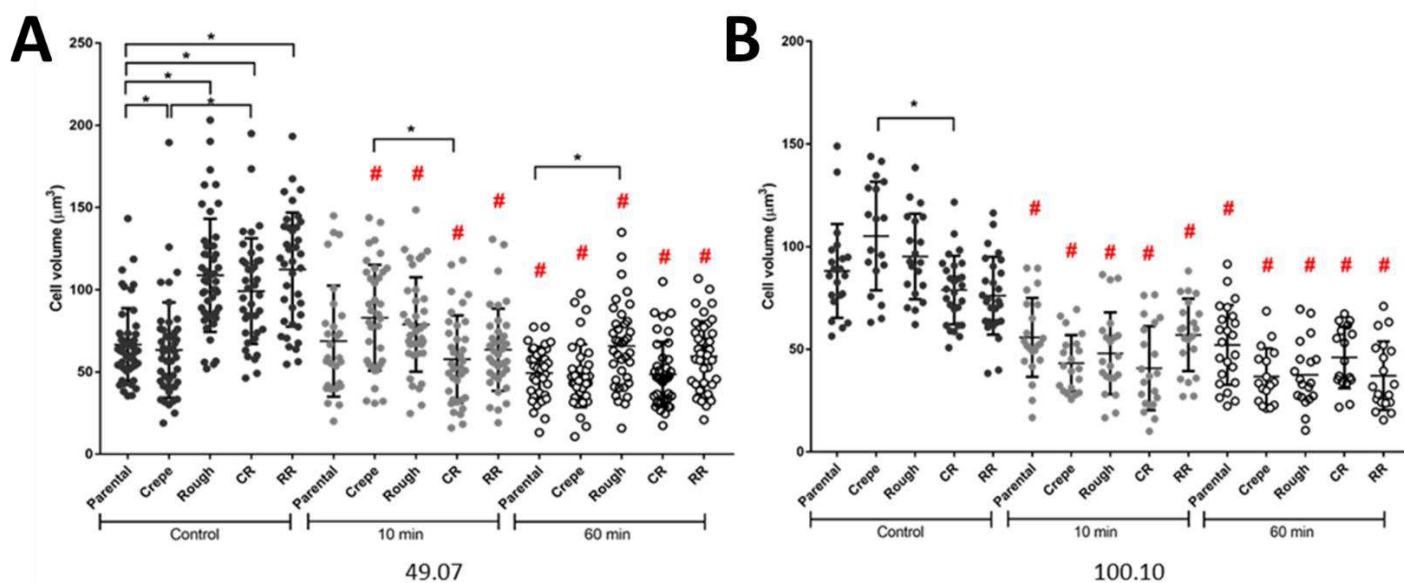 A
Cell volume (μm³)
250
200
150
100
50
0
*
*
*
*
*
*
*
#
#
#
#
#
#
#
#
#
Parental
Crepe
Rough
CR
RR
Parental
Crepe
Rough
CR
RR
Parental
Crepe
Rough
CR
RR
Control
10 min
60 min
49.07
B
Cell volume (μm³)
200
150
100
50
0
*
#
#
#
#
#
#
#
#
#
#
Parental
Crepe
Rough
CR
RR
Parental
Crepe
Rough
CR
RR
Parental
Crepe
Rough
CR
RR
Control
10 min
60 min
100.10